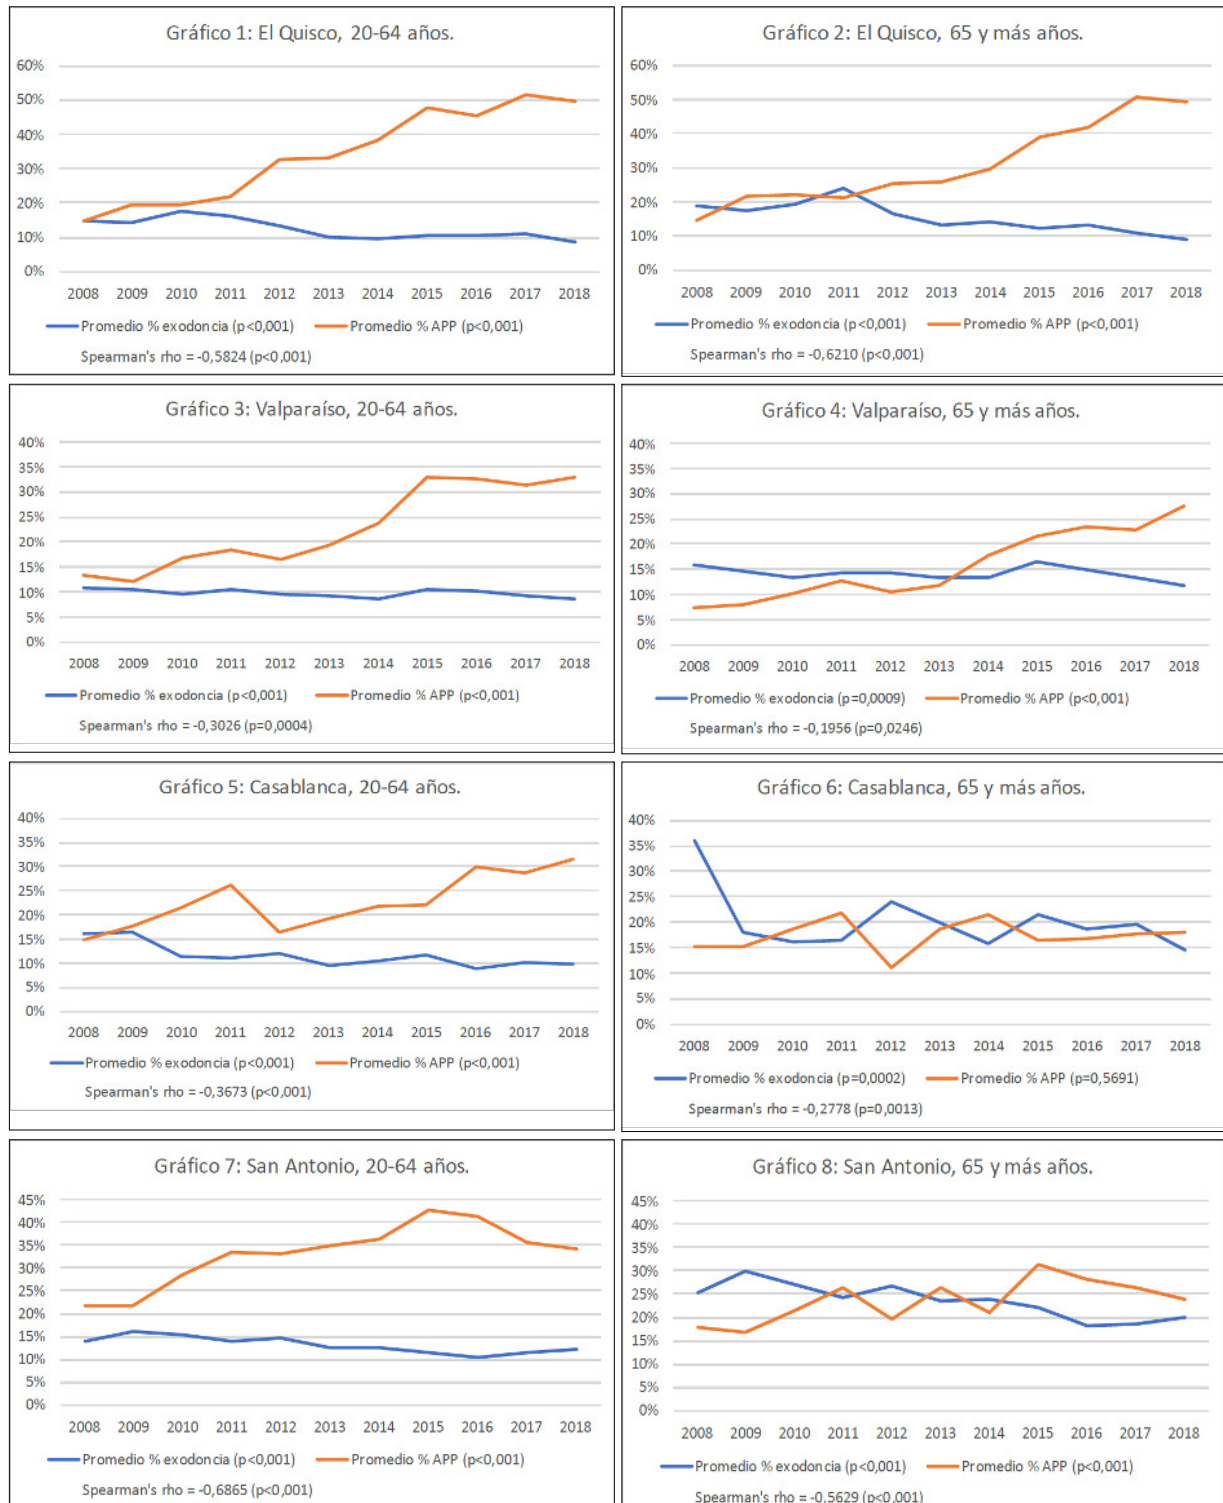 Gráfico 1: El Quisco, 20-64 años.
60%
50%
40%
30%
20%
10%
0%
2008 2009 2010 2011 2012 2013 2014 2015 2016 2017 2018
Promedio % exodoncia (p<0,001) Promedio % APP (p<0,001)
Spearman's rho = -0,5824 (p<0,001)
Gráfico 2: El Quisco, 65 y más años.
60%
50%
40%
30%
20%
10%
0%
2008 2009 2010 2011 2012 2013 2014 2015 2016 2017 2018
Promedio % exodoncia (p<0,001) Promedio % APP (p<0,001)
Spearman's rho = -0,6210 (p<0,001)
Gráfico 3: Valparaíso, 20-64 años.
40%
35%
30%
25%
20%
15%
10%
5%
0%
2008 2009 2010 2011 2012 2013 2014 2015 2016 2017 2018
Promedio % exodoncia (p<0,001) Promedio % APP (p<0,001)
Spearman's rho = -0,3026 (p=0,0004)
Gráfico 4: Valparaíso, 65 y más años.
40%
35%
30%
25%
20%
15%
10%
5%
0%
2008 2009 2010 2011 2012 2013 2014 2015 2016 2017 2018
Promedio % exodoncia (p=0,0009) Promedio % APP (p<0,001)
Spearman's rho = -0,1956 (p=0,0246)
Gráfico 5: Casablanca, 20-64 años.
40%
35%
30%
25%
20%
15%
10%
5%
0%
2008 2009 2010 2011 2012 2013 2014 2015 2016 2017 2018
Promedio % exodoncia (p<0,001) Promedio % APP (p<0,001)
Spearman's rho = -0,3673 (p<0,001)
Gráfico 6: Casablanca, 65 y más años.
40%
35%
30%
25%
20%
15%
10%
5%
0%
2008 2009 2010 2011 2012 2013 2014 2015 2016 2017 2018
Promedio % exodoncia (p=0,0002) Promedio % APP (p=0,5691)
Spearman's rho = -0,2778 (p=0,0013)
Gráfico 7: San Antonio, 20-64 años.
45%
40%
35%
30%
25%
20%
15%
10%
5%
0%
2008 2009 2010 2011 2012 2013 2014 2015 2016 2017 2018
Promedio % exodoncia (p<0,001) Promedio % APP (p<0,001)
Spearman's rho = -0,6865 (p<0,001)
Gráfico 8: San Antonio, 65 y más años.
45%
40%
35%
30%
25%
20%
15%
10%
5%
0%
2008 2009 2010 2011 2012 2013 2014 2015 2016 2017 2018
Promedio % exodoncia (p<0,001) Promedio % APP (p<0,001)
Spearman's rho = -0,5629 (p<0,001)